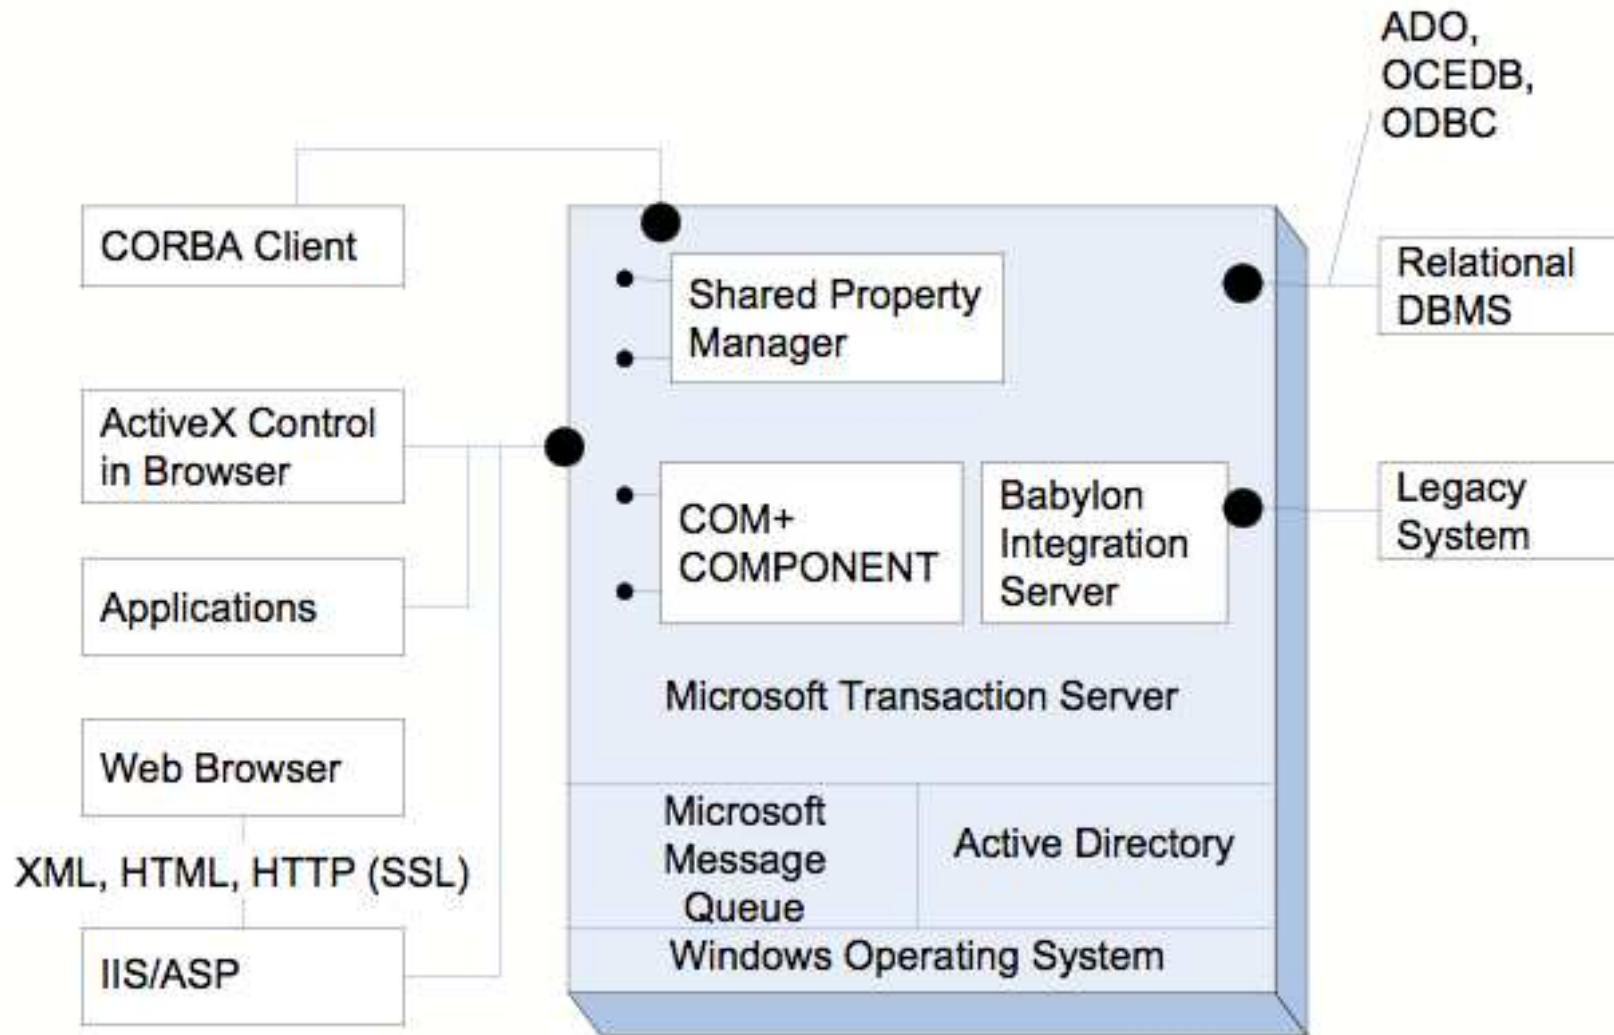 ADO,
OCEDB,
ODBC
CORBA Client
Shared Property
Manager
Relational
DBMS
ActiveX Control
in Browser
COM+
COMPONENT
Babylon
Integration
Server
Legacy
System
Applications
Microsoft Transaction Server
Web Browser
Microsoft
Message
Queue
Active Directory
XML, HTML, HTTP (SSL)
IIS/ASP
Windows Operating System